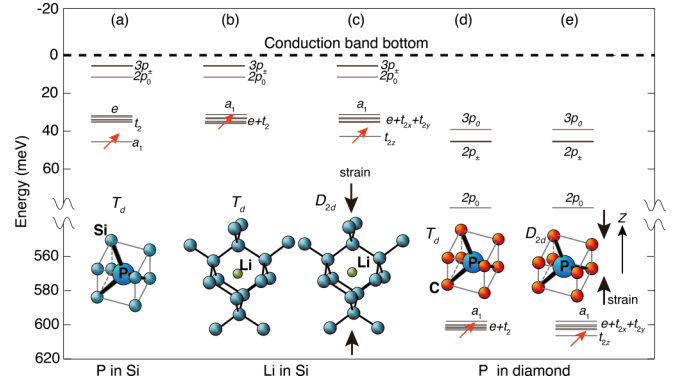 (a) (b) (c) (d) (e)
-20
Conduction band bottom
0
3p±
2p0
3p±
2p0
3p±
2p0
20
e
t2
a1
a1
e+t2
a1
e+t2x+t2y
t2z
3p0
2p±
3p0
2p±
40
60
strain
2p0
2p0
Energy (meV)
Td
Td
D2d
Td
D2d
Z
Si
P
Li
Li
P
C
P
strain
560
580
600
620
a1
e+t2
a1
e+t2x+t2y
t2z
P in Si
Li in Si
P in diamond